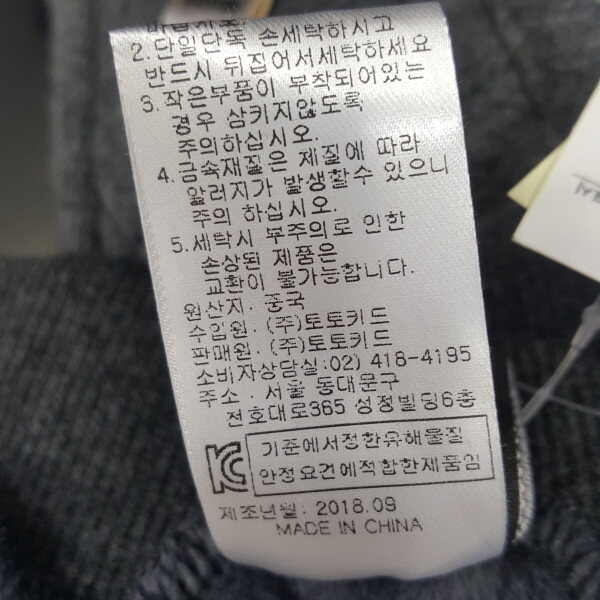 2.단일단독 손세탁하시고
반드시 뒤집어서세탁하세요
3.작은부품이 부착되어있는
경우 삼키지않도록
주의하십시오.
4.금속재질은 체질에 따라
알러지가 발생할수 있으니
주의 하십시오.
5.세탁시 부주의로 인한
손상된 제품은
교환이 불가능합니다.
원산지: 중국
수입원: (주)토토키드
판매원: (주)토토키드
소비자상담실:02) 418-4195
주소 : 서울 동대문구
천호대로365 성정빌딩6층
기준에서정한유해물질
안정요건에적합한제품임
제조년월: 2018.09
MADE IN CHINA